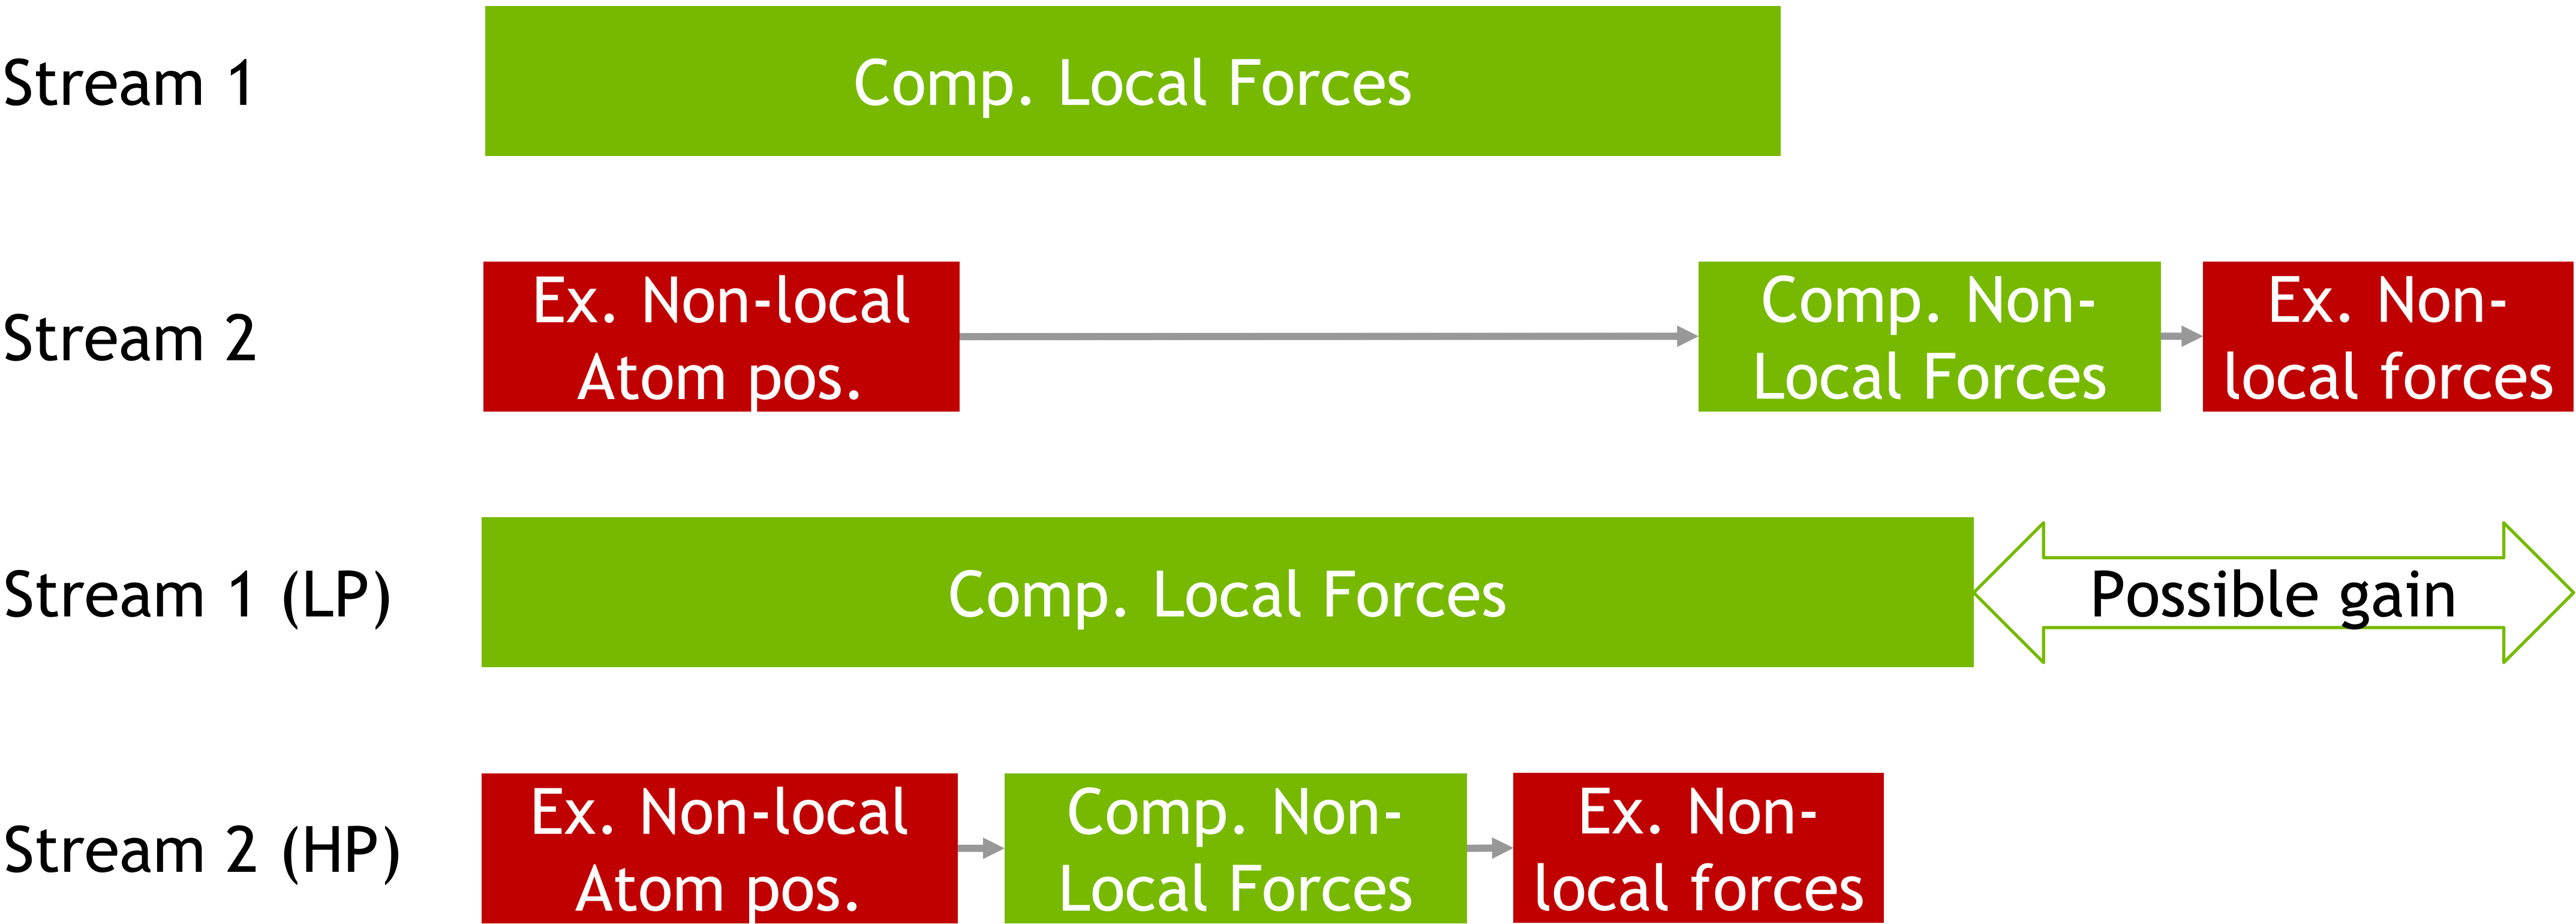 Stream 1
Comp. Local Forces
Stream 2
Ex. Non-local
Atom pos.
Comp. Non-
Local Forces
Ex. Non-
local forces
Stream 1 (LP)
Comp. Local Forces
Possible gain
Stream 2 (HP)
Ex. Non-local
Atom pos.
Comp. Non-
Local Forces
Ex. Non-
local forces